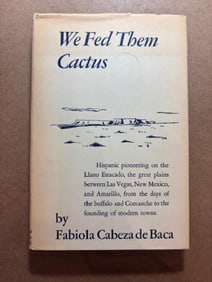 We Fed Them
Cactus
Hispanic pioneering on the
Llano Estacado, the great plains
between Las Vegas, New Mexico,
and Amarillo, from the days of
the buffalo and Comanche to the
founding of modern towns.
by
Fabiola Cabeza de Baca